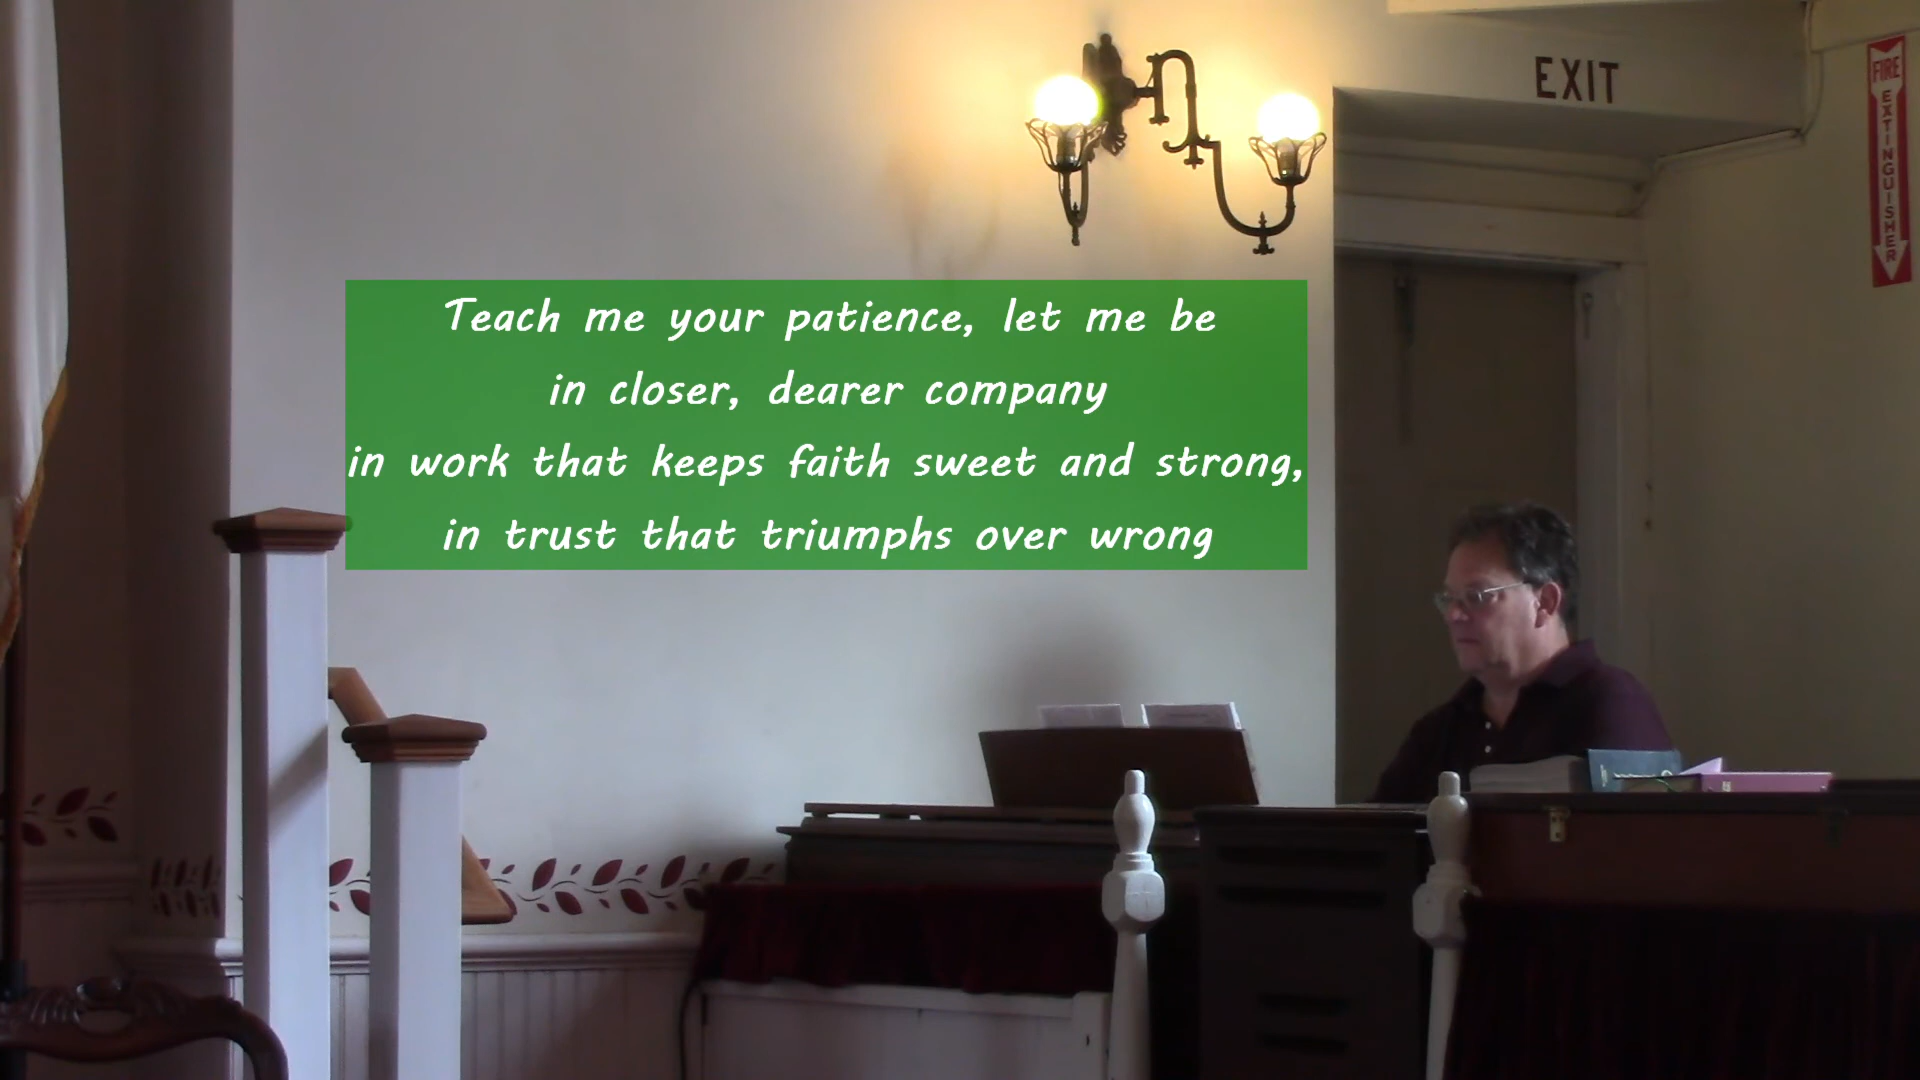 EXIT
FIRE
EXTINGUISHER
Teach me your patience, let me be
in closer, dearer company
in work that keeps faith sweet and strong,
in trust that triumphs over wrong